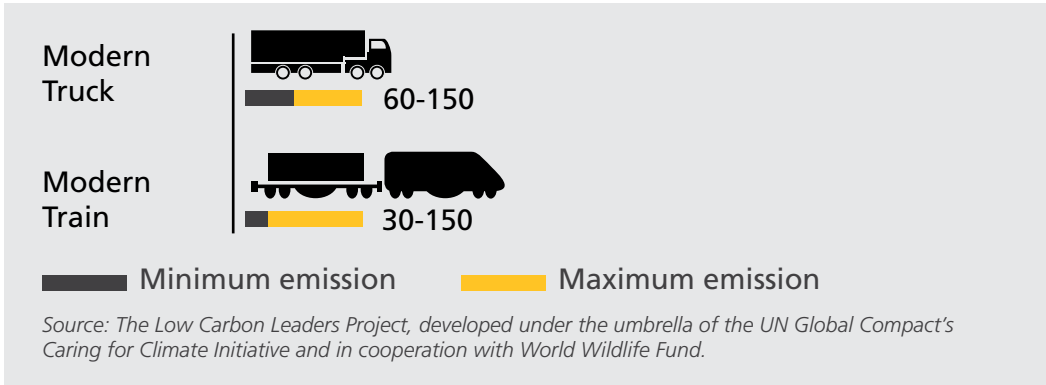 Modern
Truck
60-150
Modern
Train
30-150
Minimum emission
Maximum emission
Source: The Low Carbon Leaders Project, developed under the umbrella of the UN Global Compact’s
Caring for Climate Initiative and in cooperation with World Wildlife Fund.